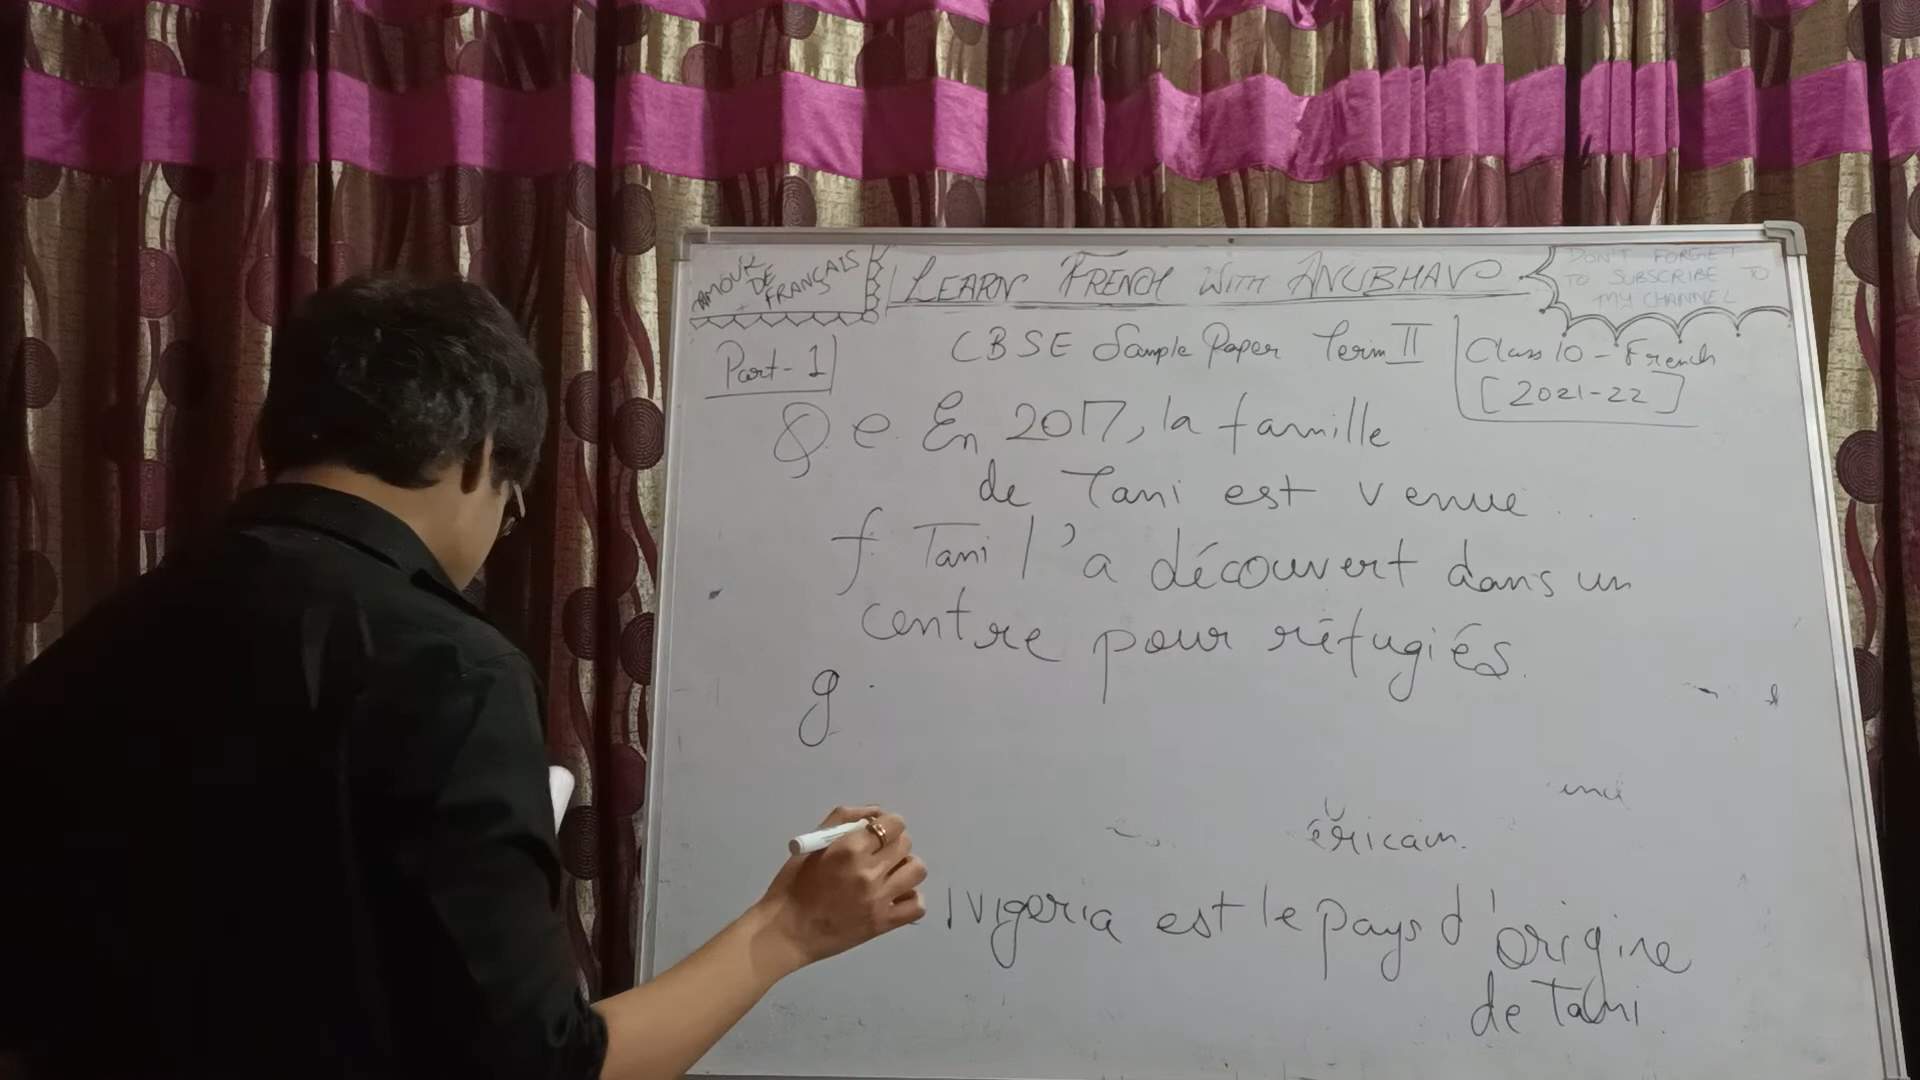 AMOUR
DE
FRANÇAIS
LEARN FRENCH WITH ANUBHAV
DON'T FORGET
TO SUBSCRIBE TO
MY CHANNEL
Part-1
CBSE Sample Paper Term II
Class 10 - French
[2021-22]
Q e. En 2017, la famille
de Tani est venue...
f. Tani l'a découvert dans un
centre pour réfugiés.
g.
éricain.
Nigeria est le pays d'origine
de Tani.